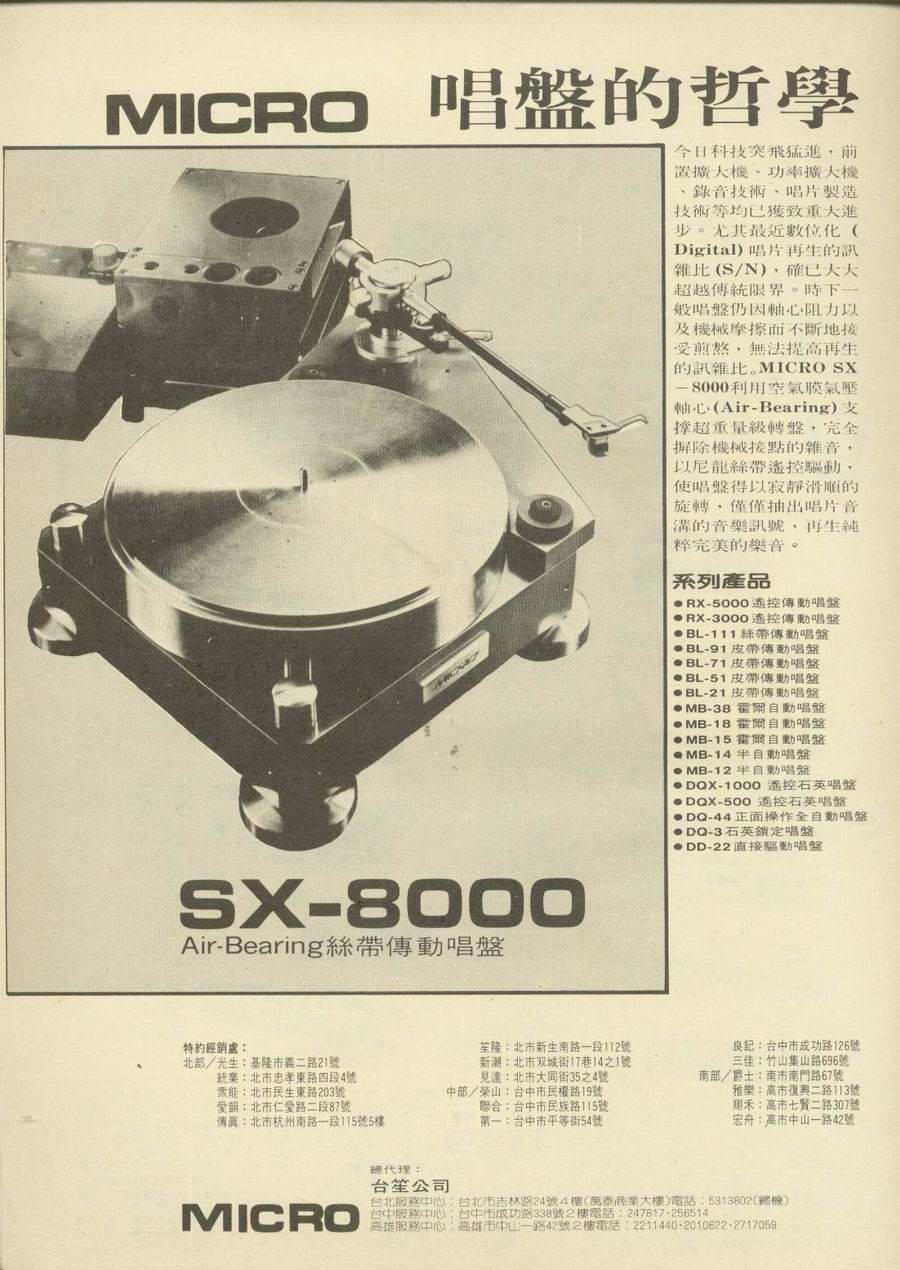 MICRO 唱盤的哲學
今日科技突飛猛進，前
置擴大機、功率擴大機
、錄音技術、唱片製造
技術等均已獲致重大進
步。尤其最近數位化（
Digital) 唱片再生的訊
雜比 (S/N)，確已大大
超越傳統限界。時下一
般唱盤仍因軸心阻力以
及機械摩擦而不斷地接
受煎熬，無法提高再生
的訊雜比。MICRO SX
－8000利用空氣膜氣壓
軸心(Air-Bearing) 支
撐超重量級轉盤，完全
摒除機械接點的雜音，
以尼龍絲帶遙控驅動，
使唱盤得以寂靜滑順的
旋轉，僅僅抽出唱片音
溝的音樂訊號、再生純
粹完美的樂音。
系列產品
●RX-5000遙控傳動唱盤
●RX-3000遙控傳動唱盤
●BL-111絲帶傳動唱盤
●BL-91皮帶傳動唱盤
●BL-71皮帶傳動唱盤
●BL-51皮帶傳動唱盤
●BL-21皮帶傳動唱盤
●MB-38 霍爾自動唱盤
●MB-18 霍爾自動唱盤
●MB-15 霍爾自動唱盤
●MB-14 半自動唱盤
●MB-12 半自動唱盤
●DQX-1000 遙控石英唱盤
●DQX-500 遙控石英唱盤
●DQ-44正面操作全自動唱盤
●DQ-3石英鎖定唱盤
●DD-22直接驅動唱盤
MICRO
SX-8000
Air-Bearing絲帶傳動唱盤
特約經銷處：
北部／光生：基隆市義二路21號
統業：北市忠孝東路四段4號
衆能：北市民生東路203號
愛韻：北市仁愛路二段87號
傳眞：北市杭州南路一段115號5樓
笙隆：北市新生南路一段112號
新潮：北市双城街17巷14之1號
見達：北市大同街35之4號
中部／榮山：台中市民權路19號
聯合：台中市民族路115號
第一：台中市平等街54號
良記：台中市成功路126號
三佳：竹山集山路696號
南部／爵士：南市南門路67號
雅樂：高市復興二路113號
翔禾：高市七賢二路307號
宏舟：高市中山一路42號
總代理：
台笙公司
MICRO
台北服務中心：台北市吉林路24號4樓(萬泰商業大樓)電話：5313802(總機)
台中服務中心：台中市成功路338號2樓電話：247817·256514
高雄服務中心：高雄市中山一路42號2樓電話：2211440·2010622·2717059